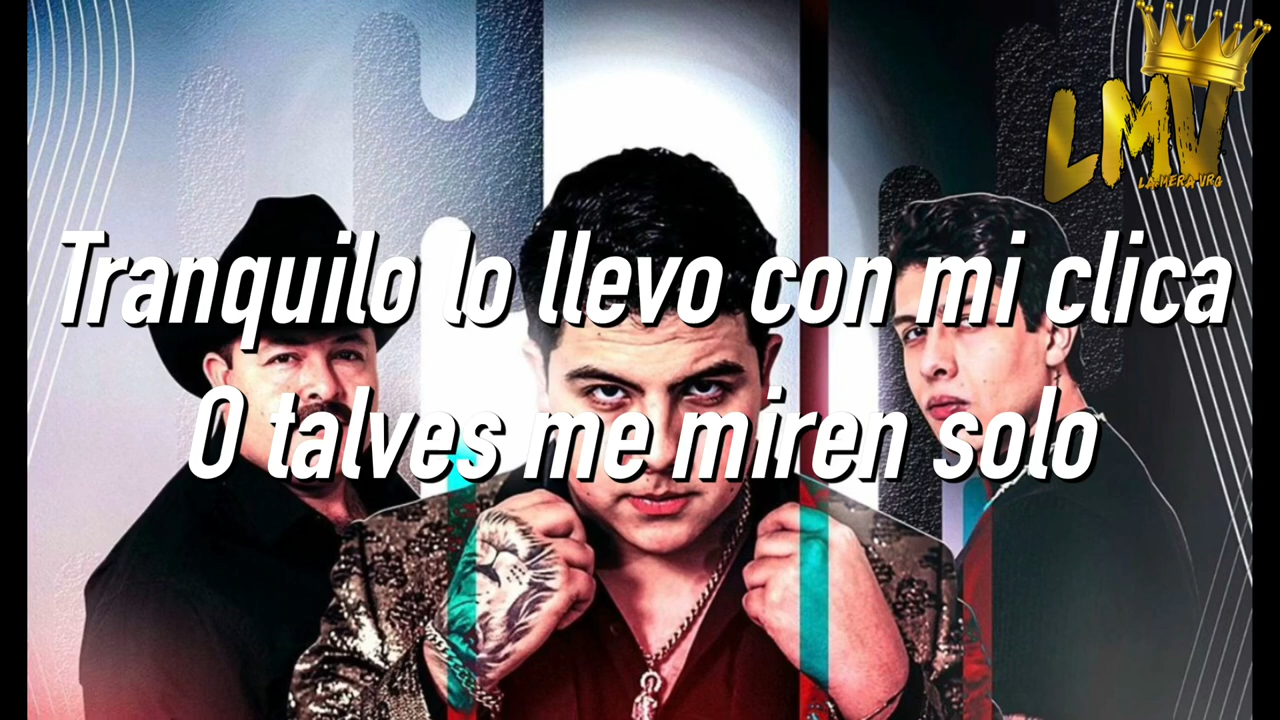 LMV
LA MERA VRG
Tranquilo lo llevo con mi clica
O talves me miren solo